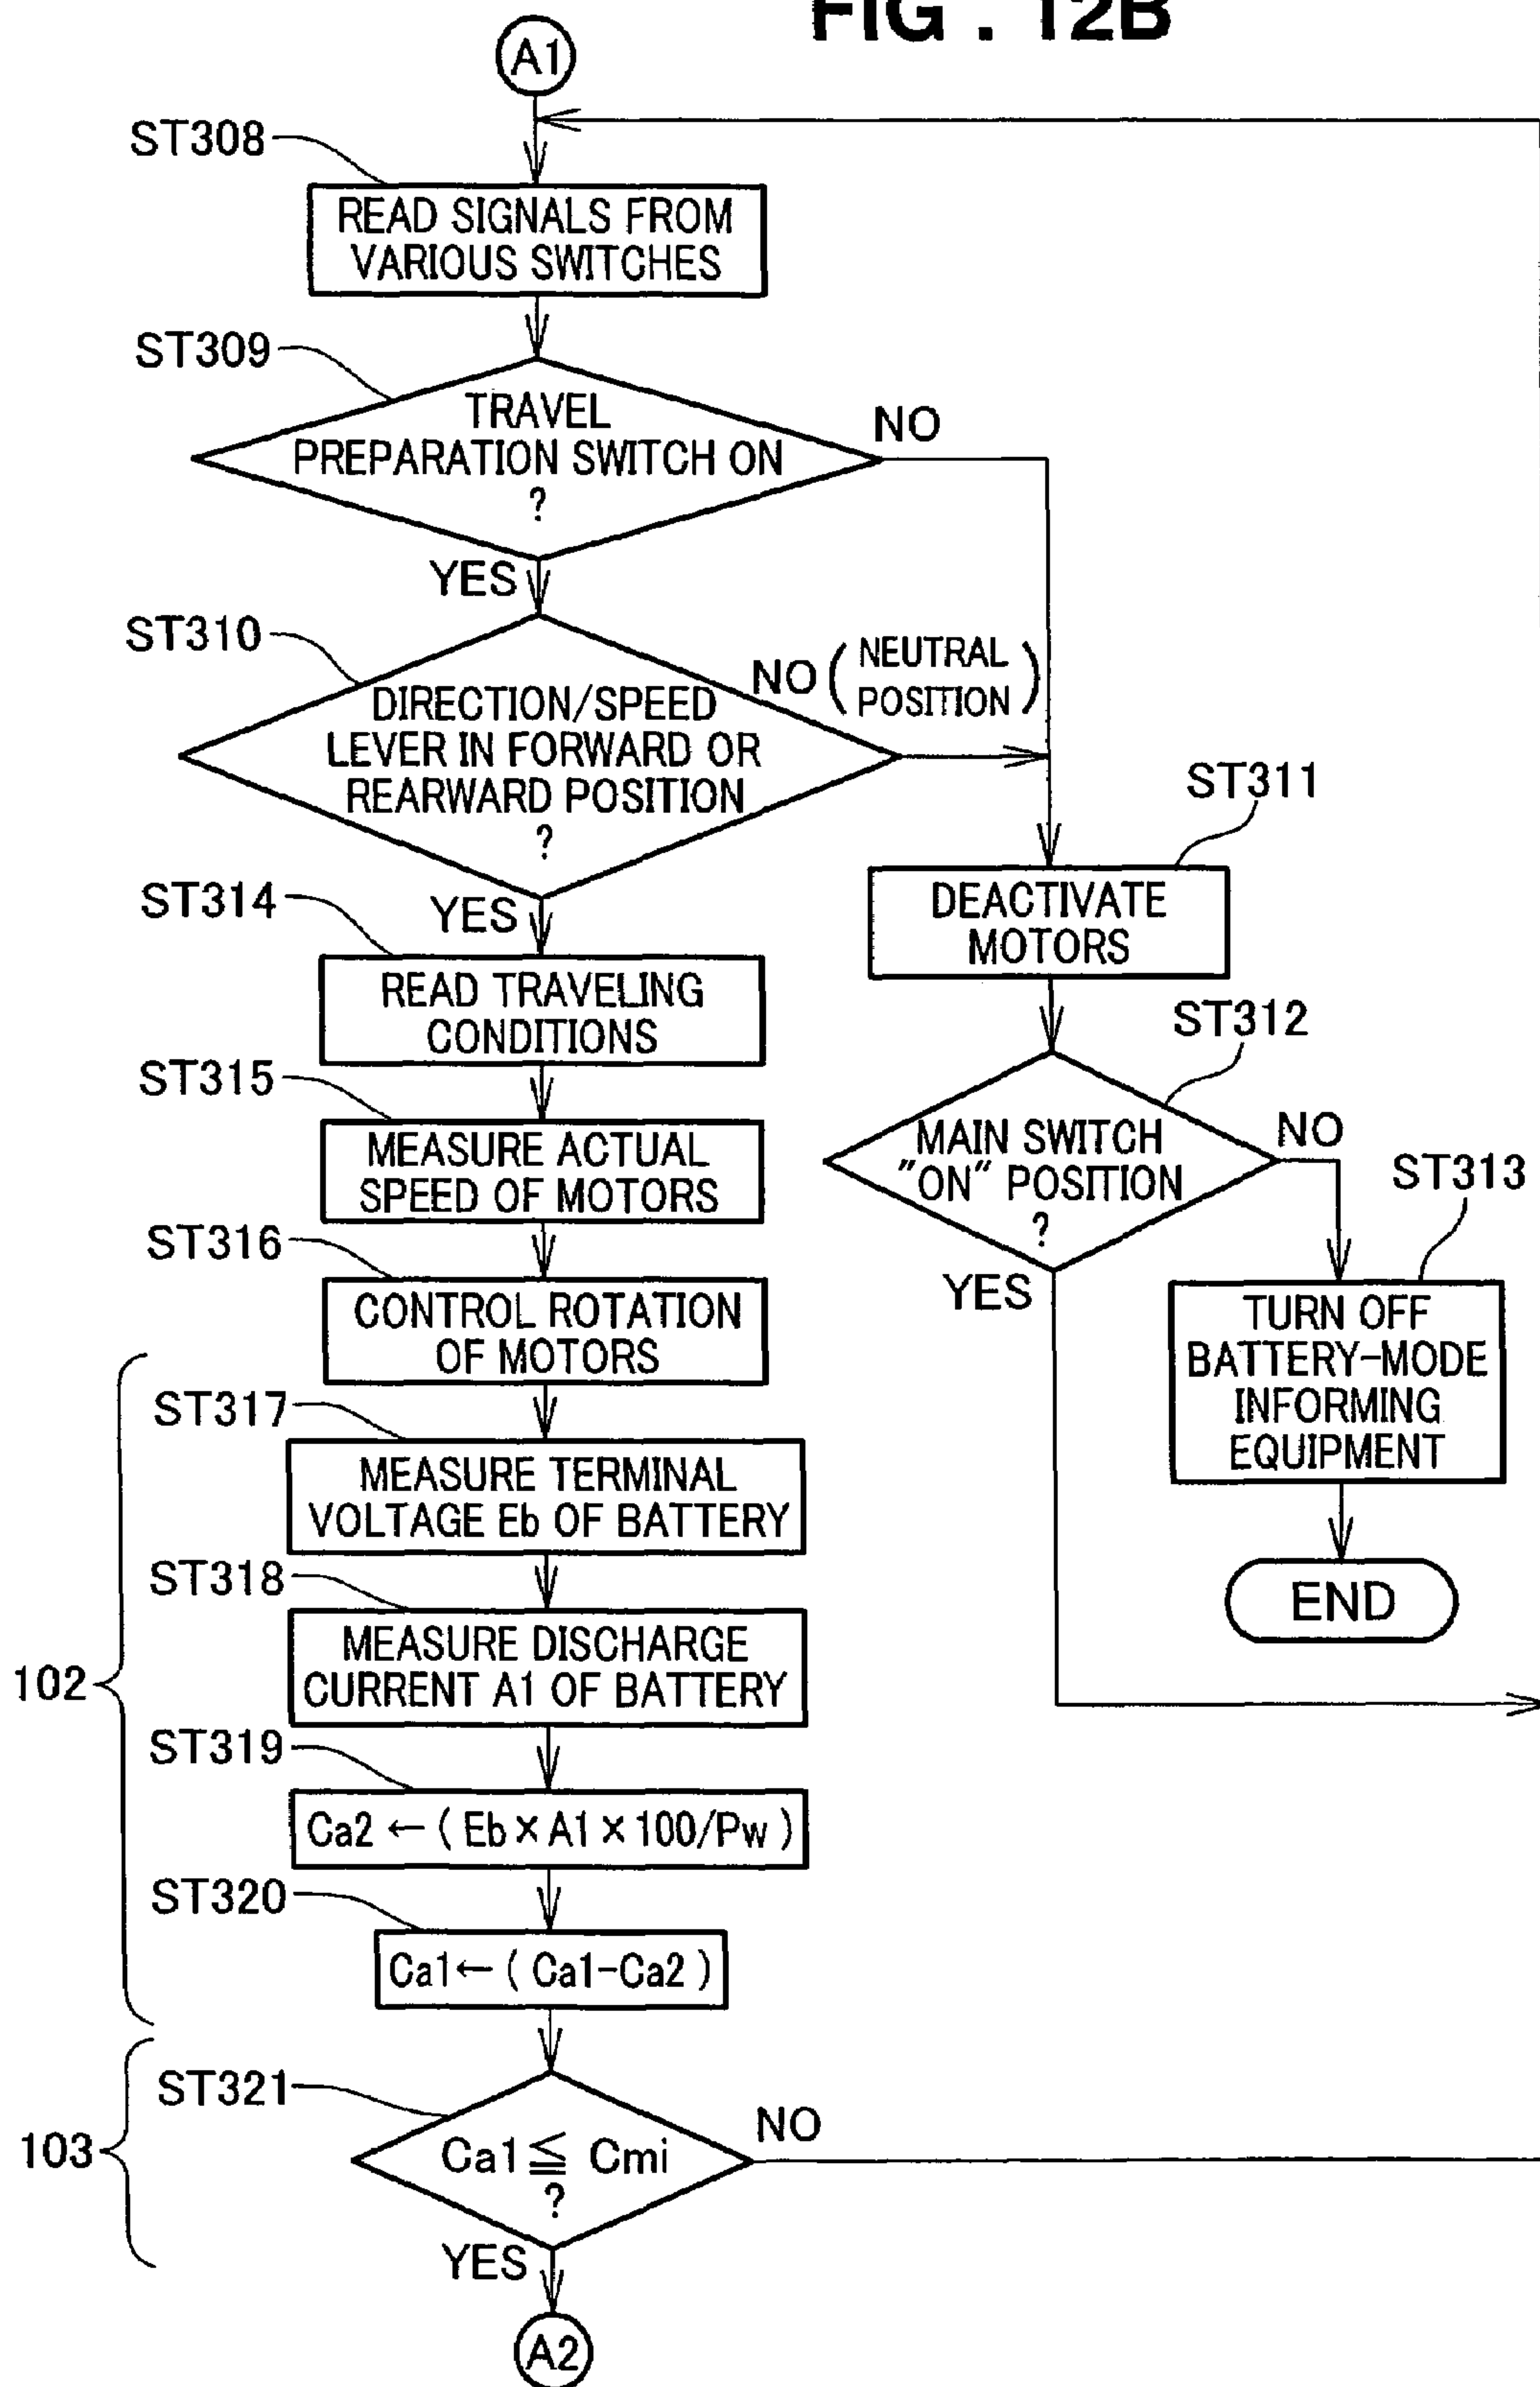 FIG . 12B
A1
ST308
READ SIGNALS FROM
VARIOUS SWITCHES
ST309
TRAVEL
PREPARATION SWITCH ON
?
NO
YES
ST310
DIRECTION/SPEED
LEVER IN FORWARD OR
REARWARD POSITION
?
NO (NEUTRAL
POSITION)
YES
ST311
DEACTIVATE
MOTORS
ST312
MAIN SWITCH
"ON" POSITION
?
NO
YES
ST313
TURN OFF
BATTERY-MODE
INFORMING
EQUIPMENT
END
ST314
READ TRAVELING
CONDITIONS
ST315
MEASURE ACTUAL
SPEED OF MOTORS
ST316
CONTROL ROTATION
OF MOTORS
102
ST317
MEASURE TERMINAL
VOLTAGE Eb OF BATTERY
ST318
MEASURE DISCHARGE
CURRENT A1 OF BATTERY
ST319
Ca2 ← ( Eb × A1 × 100/Pw )
ST320
Ca1 ← ( Ca1-Ca2 )
103
ST321
Ca1 ≦ Cmi
?
NO
YES
A2